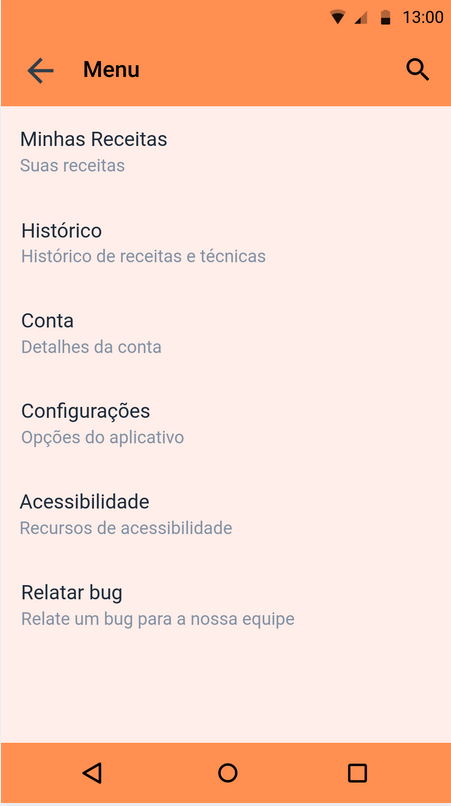 13:00
Menu
Minhas Receitas
Suas receitas
Histórico
Histórico de receitas e técnicas
Conta
Detalhes da conta
Configurações
Opções do aplicativo
Acessibilidade
Recursos de acessibilidade
Relatar bug
Relate um bug para a nossa equipe